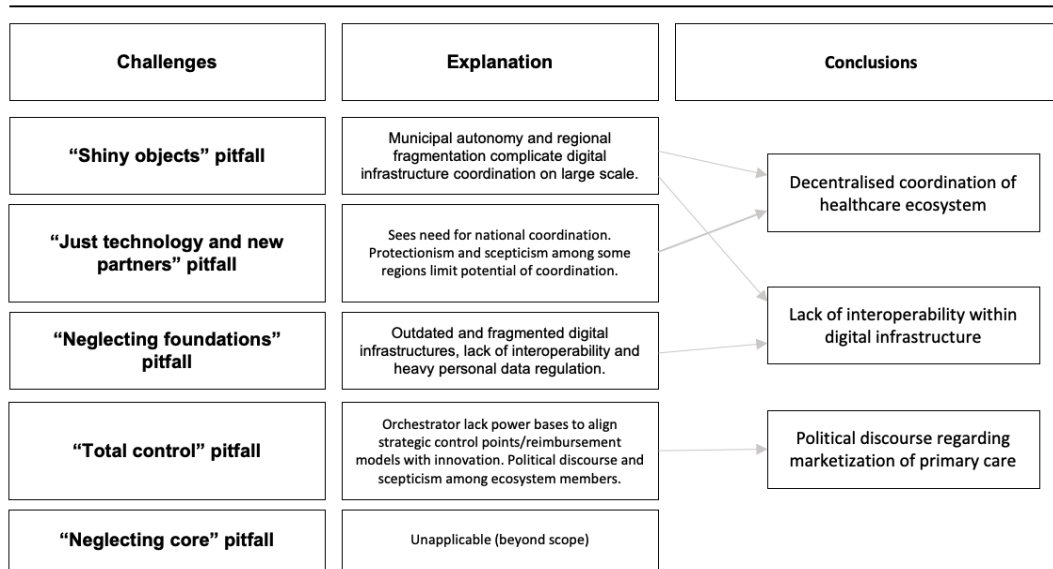 Challenges
Explanation
Conclusions
“Shiny objects” pitfall
Municipal autonomy and regional
fragmentation complicate digital
infrastructure coordination on large scale.
Decentralised coordination of
healthcare ecosystem
“Just technology and new
partners” pitfall
Sees need for national coordination.
Protectionism and scepticism among some
regions limit potential of coordination.
Lack of interoperability within
digital infrastructure
“Neglecting foundations”
pitfall
Outdated and fragmented digital
infrastructures, lack of interoperability and
heavy personal data regulation.
“Total control” pitfall
Orchestrator lack power bases to align
strategic control points/reimbursement
models with innovation. Political discourse and
scepticism among ecosystem members.
Political discourse regarding
marketization of primary care
“Neglecting core” pitfall
Unapplicable (beyond scope)